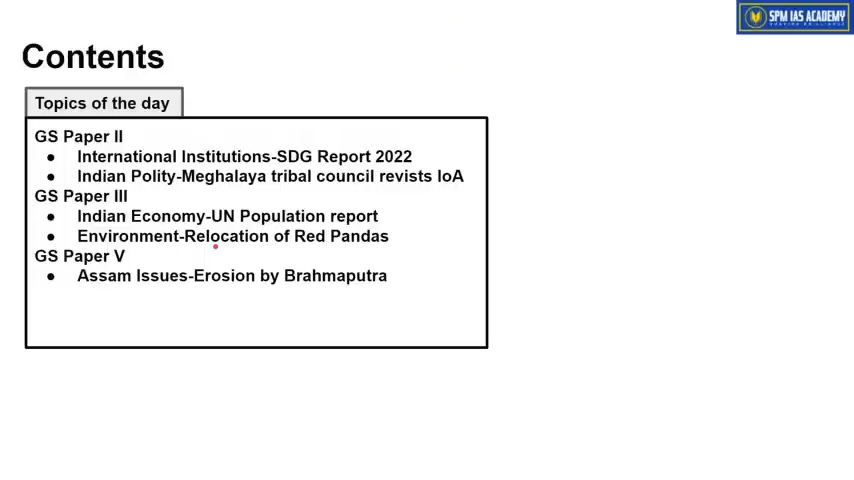 SPM IAS ACADEMY
Contents
Topics of the day
GS Paper II
● International Institutions-SDG Report 2022
● Indian Polity-Meghalaya tribal council revists IoA
GS Paper III
● Indian Economy-UN Population report
● Environment-Relocation of Red Pandas
GS Paper V
● Assam Issues-Erosion by Brahmaputra